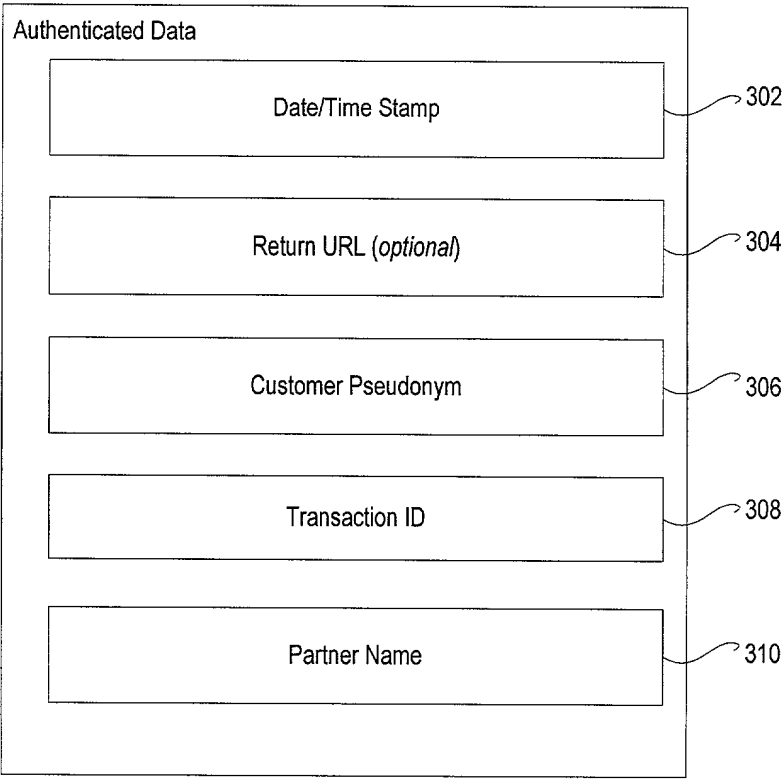 Authenticated Data
Date/Time Stamp
302
Return URL (optional)
304
Customer Pseudonym
306
Transaction ID
308
Partner Name
310